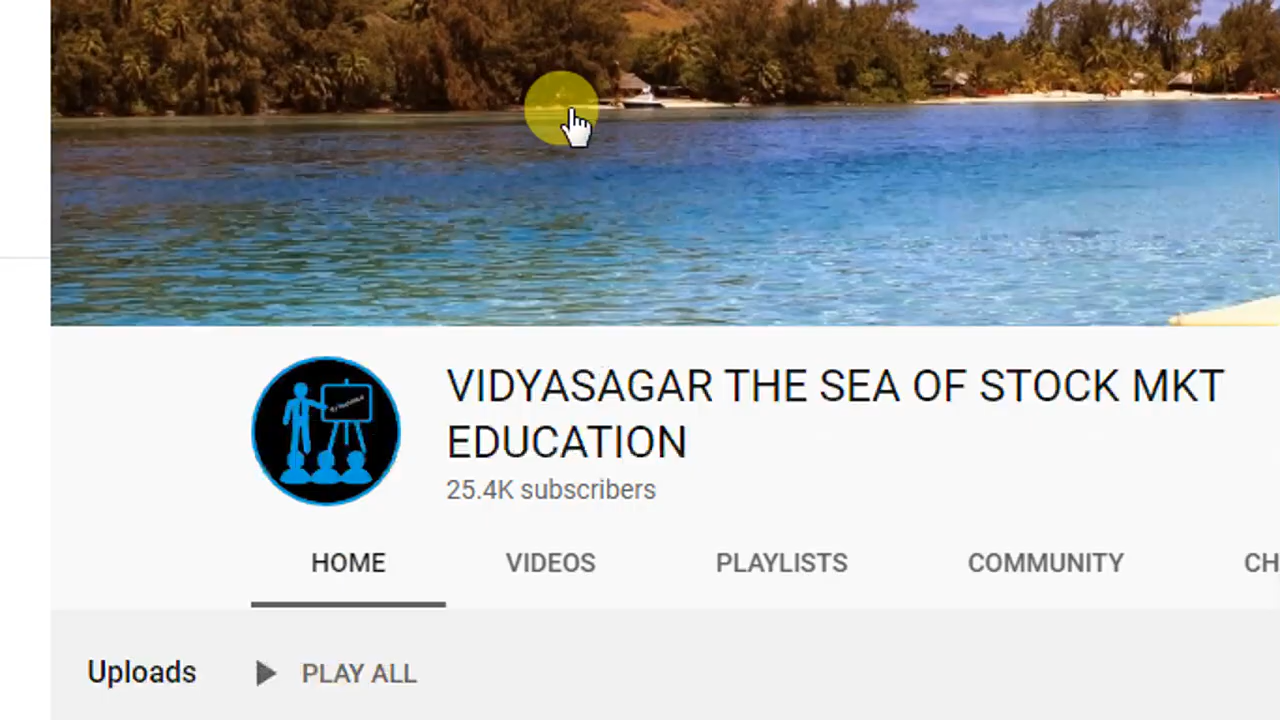 VIDYASAGAR THE SEA OF STOCK MKT
EDUCATION
25.4K subscribers
HOME VIDEOS PLAYLISTS COMMUNITY CH
Uploads PLAY ALL